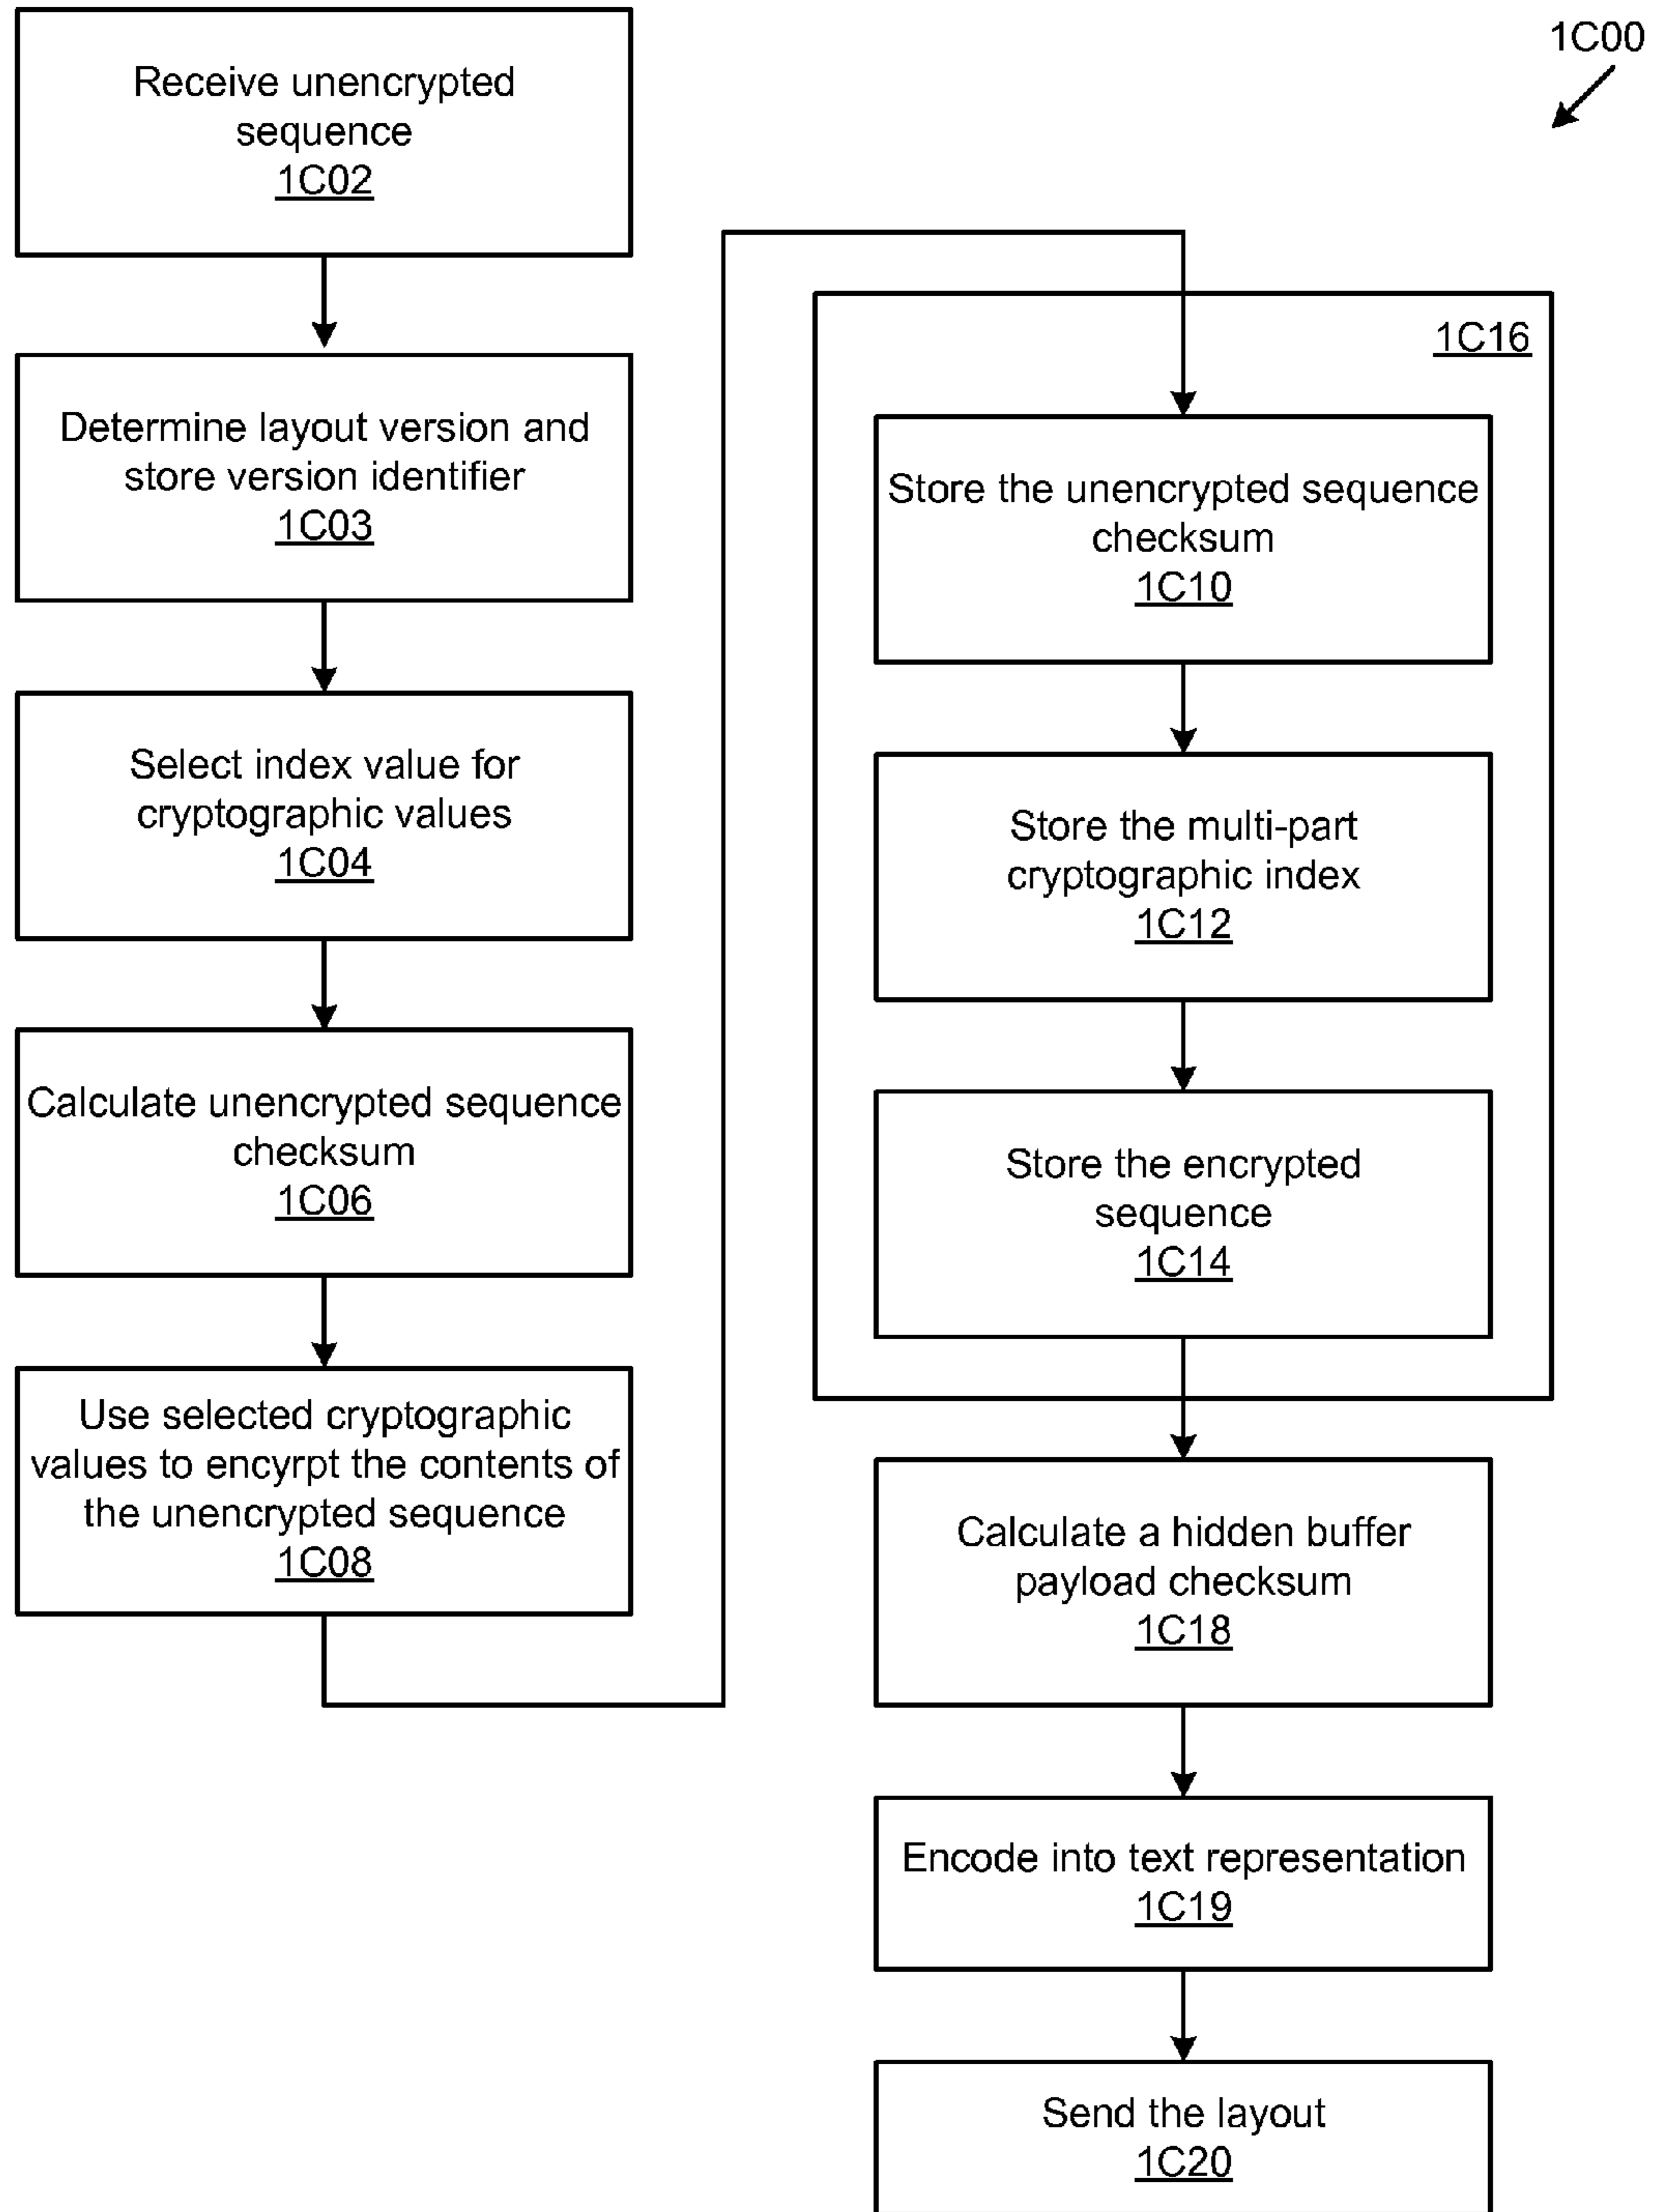 1C00
Receive unencrypted
sequence
1C02
Determine layout version and
store version identifier
1C03
Select index value for
cryptographic values
1C04
Calculate unencrypted sequence
checksum
1C06
Use selected cryptographic
values to encyrpt the contents of
the unencrypted sequence
1C08
1C16
Store the unencrypted sequence
checksum
1C10
Store the multi-part
cryptographic index
1C12
Store the encrypted
sequence
1C14
Calculate a hidden buffer
payload checksum
1C18
Encode into text representation
1C19
Send the layout
1C20